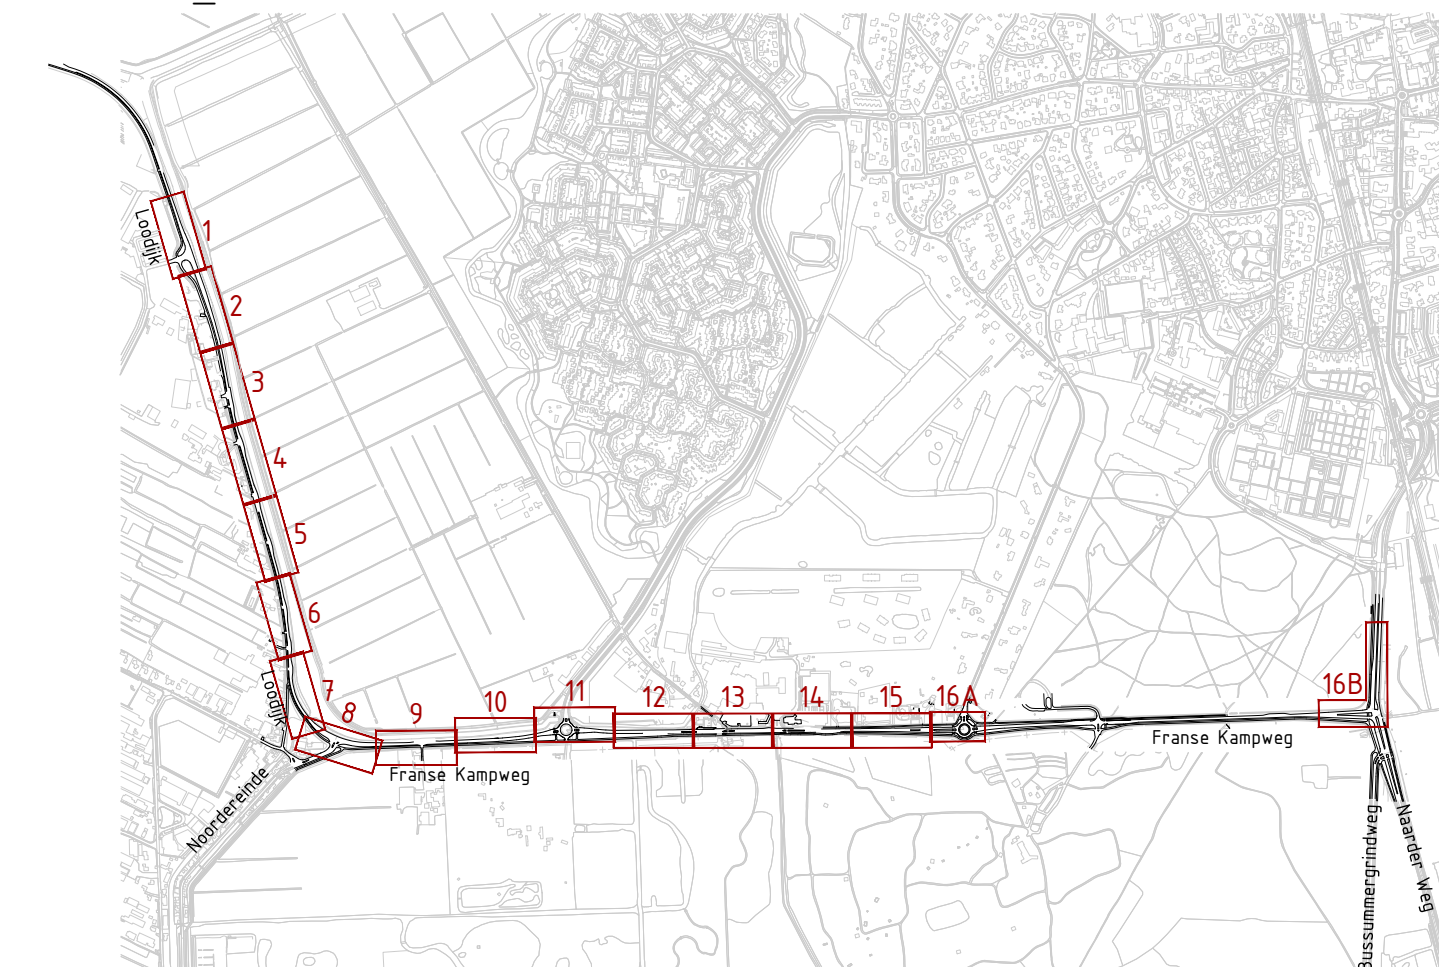 Loodijk
1
2
3
4
5
6
7
Loodijk
8
9
10
11
12
13
14
15
16A
16B
Franse Kampweg
Franse Kampweg
Noordereinde
Bussummergrindweg
Naarder Weg